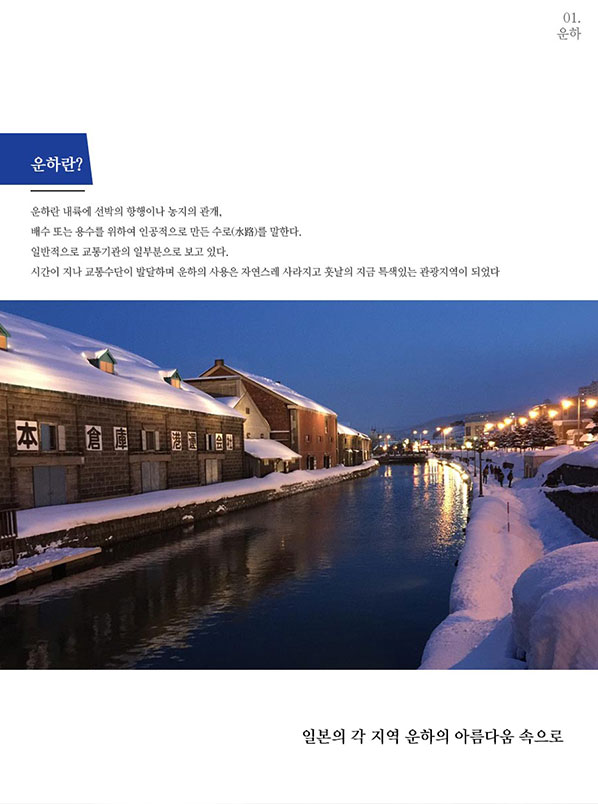 01.
운하
운하란?
운하란 내륙에 선박의 항행이나 농지의 관개,
배수 또는 용수를 위하여 인공적으로 만든 수로(水路)를 말한다.
일반적으로 교통기관의 일부분으로 보고 있다.
시간이 지나 교통수단이 발달하며 운하의 사용은 자연스레 사라지고 훗날의 지금 특색있는 관광지역이 되었다
本倉庫港運会社
일본의 각 지역 운하의 아름다움 속으로